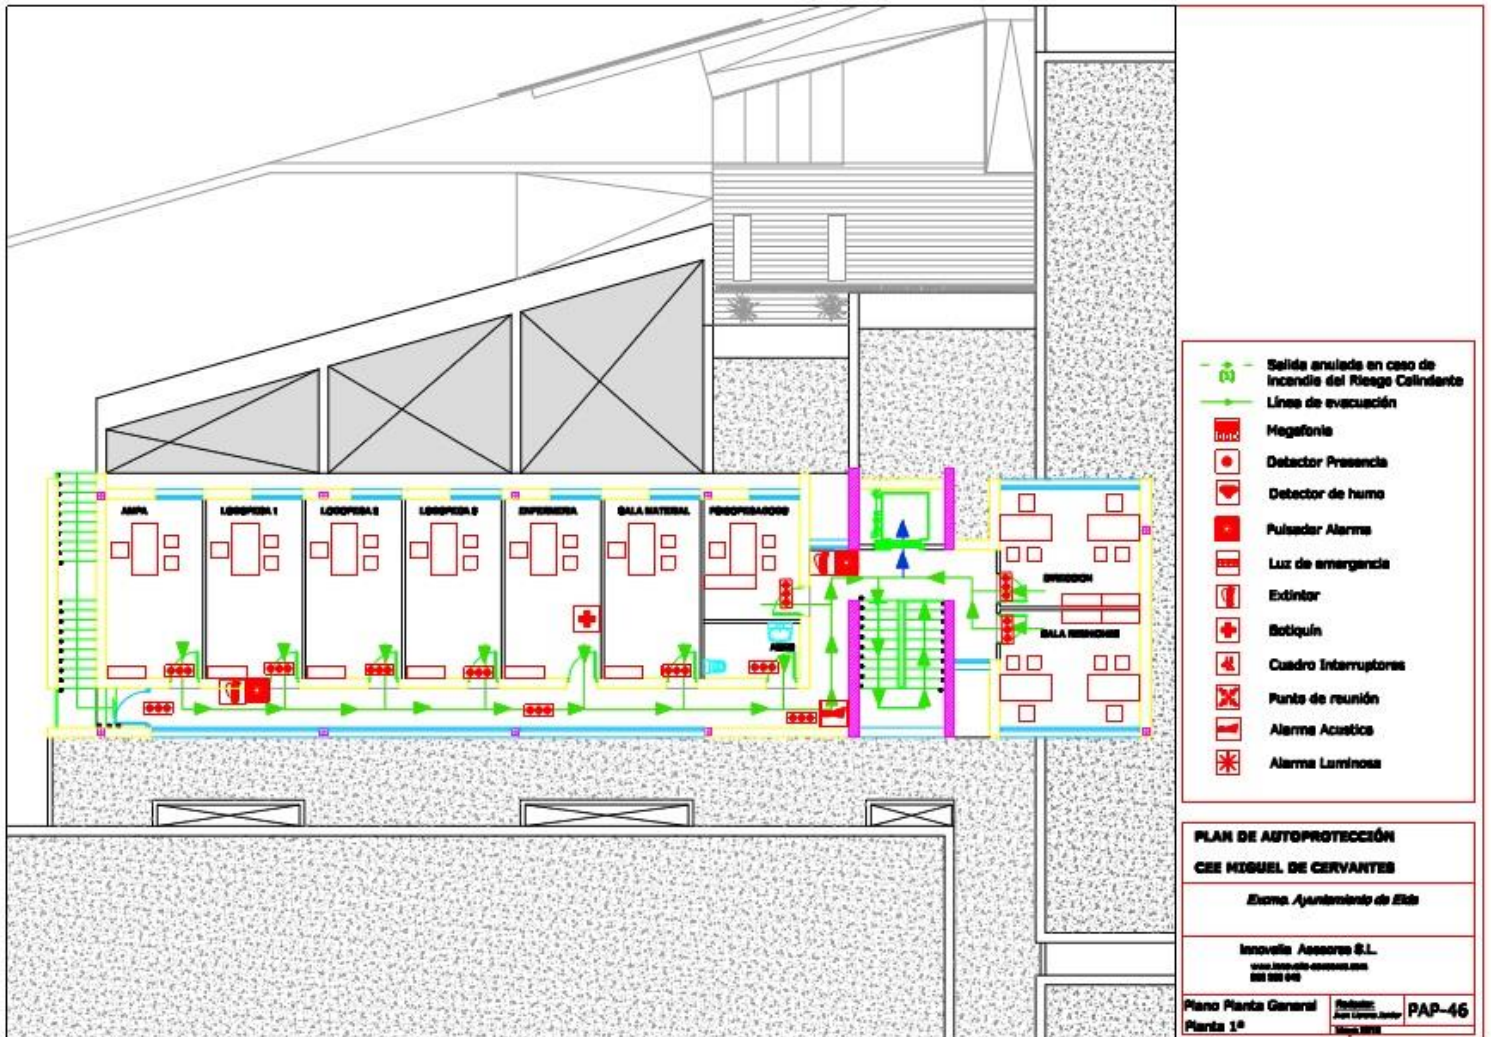 AMPA
LOGOPEDA 1
LOGOPEDA 2
LOGOPEDA 3
ENFERMERIA
SALA MATERIAL
PSICOPEDAGOGO
ASEO
DIRECCION
SALA REUNIONES
Salida anulada en caso de
incendio del Riesgo Colindante
(S)
Línea de evacuación
Megafonia
Detector Presencia
Detector de humo
Pulsador Alarma
Luz de emergencia
Extintor
Botiquín
Cuadro Interruptores
Punto de reunión
Alarma Acustica
Alarma Luminosa
PLAN DE AUTOPROTECCIÓN
CEE MIGUEL DE CERVANTES
Excmo. Ayuntamiento de Elda
Innovalia Asesores S.L.
Plano Planta General
Planta 1ª
Redactor:
PAP-46